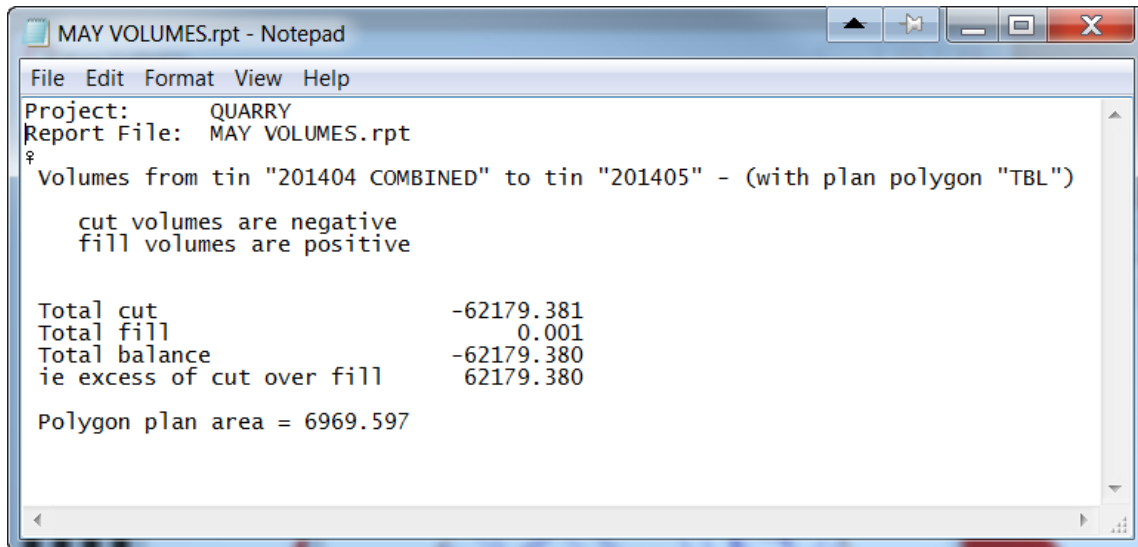 MAY VOLUMES.rpt - Notepad
File Edit Format View Help
Project: QUARRY
Report File: MAY VOLUMES.rpt
♀
Volumes from tin "201404 COMBINED" to tin "201405" - (with plan polygon "TBL")
cut volumes are negative
fill volumes are positive
Total cut -62179.381
Total fill 0.001
Total balance -62179.380
ie excess of cut over fill 62179.380
Polygon plan area = 6969.597